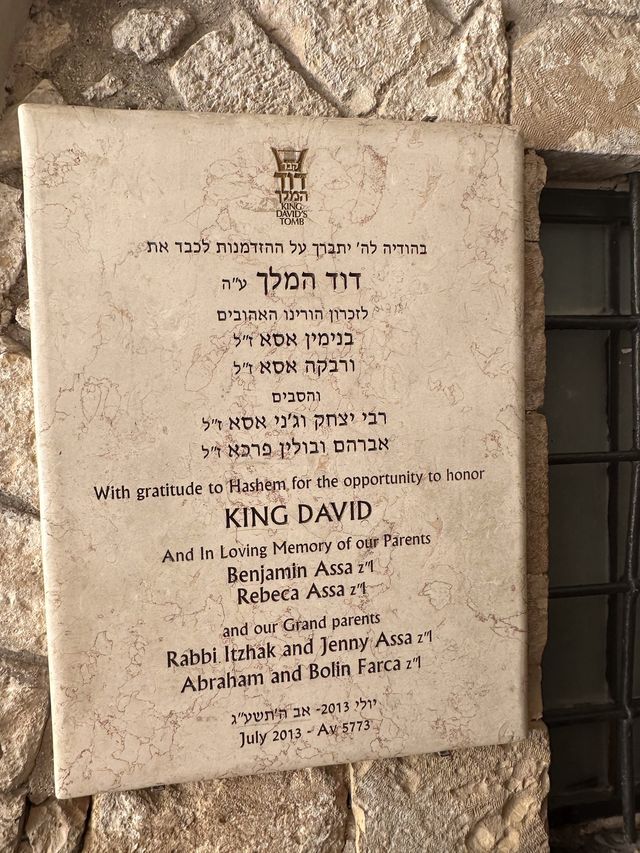 קבר
דוד
המלך
KING
DAVID'S
TOMB
בהודיה לה' יתברך על ההזדמנות לכבד את
דוד המלך ע"ה
לזכרון הורינו האהובים
בנימין אסא ז"ל
ורבקה אסא ז"ל
והסבים
רבי יצחק וג'ני אסא ז"ל
אברהם ובולין פרכא ז"ל
With gratitude to Hashem for the opportunity to honor
KING DAVID
And In Loving Memory of our Parents
Benjamin Assa z"l
Rebeca Assa z"l
and our Grand parents
Rabbi Itzhak and Jenny Assa z"l
Abraham and Bolin Farca z"l
יולי 2013- אב ה'תשע"ג
July 2013 - Av 5773